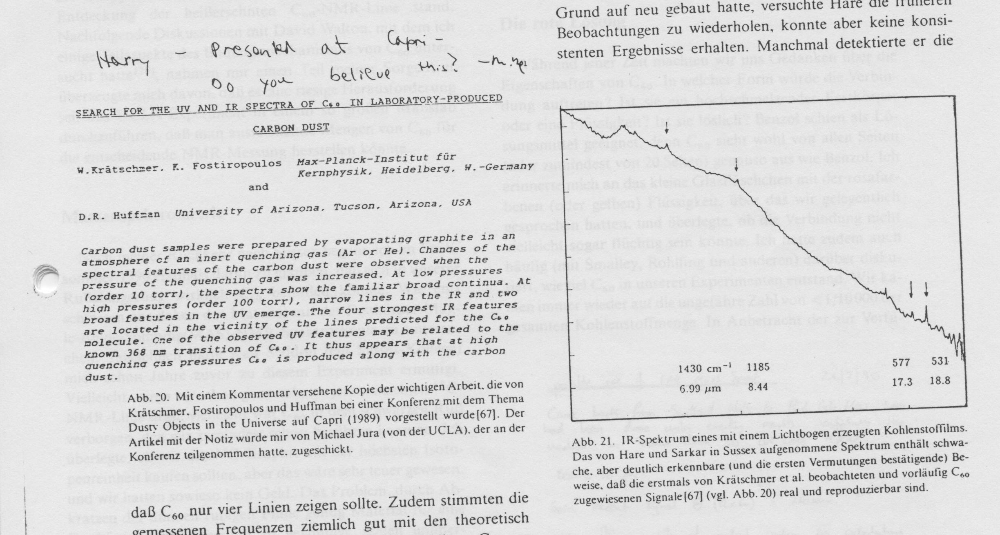 Harry - Presented at Capri -
Do you believe this?
SEARCH FOR THE UV AND IR SPECTRA OF C₆₀ IN LABORATORY-PRODUCED
CARBON DUST
W.Krätschmer, K. Fostiropoulos Max-Planck-Institut für
Kernphysik, Heidelberg, W.-Germany
and
D.R. Huffman University of Arizona, Tucson, Arizona, USA
Carbon dust samples were prepared by evaporating graphite in an
atmosphere of an inert quenching gas (Ar or He). Changes of the
spectral features of the carbon dust were observed when the
pressure of the quenching gas was increased. At low pressures
(order 10 torr), the spectra show the familiar broad continua. At
high pressures (order 100 torr), narrow lines in the IR and two
broad features in the UV emerge. The four strongest IR features
are located in the vicinity of the lines predicted for the C₆₀
molecule. One of the observed UV features may be related to the
known 368 nm transition of C₆₀. It thus appears that at high
quenching gas pressures C₆₀ is produced along with the carbon
dust.
Abb. 20. Mit einem Kommentar versehene Kopie der wichtigen Arbeit, die von
Krätschmer, Fostiropoulos und Huffman bei einer Konferenz mit dem Thema
Dusty Objects in the Universe auf Capri (1989) vorgestellt wurde[67]. Der
Artikel mit der Notiz wurde mir von Michael Jura (von der UCLA), der an der
Konferenz teilgenommen hatte, zugeschickt.
daß C₆₀ nur vier Linien zeigen sollte. Zudem stimmten die
gemessenen Frequenzen ziemlich gut mit den theoretisch
Grund auf neu gebaut hatte, versuchte Hare die früheren
Beobachtungen zu wiederholen, konnte aber keine konsi-
stenten Ergebnisse erhalten. Manchmal detektierte er die
1430 cm⁻¹ 1185 577 531
6.99 μm 8.44 17.3 18.8
Abb. 21. IR-Spektrum eines mit einem Lichtbogen erzeugten Kohlenstoffilms.
Das von Hare und Sarkar in Sussex aufgenommene Spektrum enthält schwa-
che, aber deutlich erkennbare (und die ersten Vermutungen bestätigende) Be-
weise, daß die erstmals von Krätschmer et al. beobachteten und vorläufig C₆₀
zugewiesenen Signale[67] (vgl. Abb. 20) real und reproduzierbar sind.